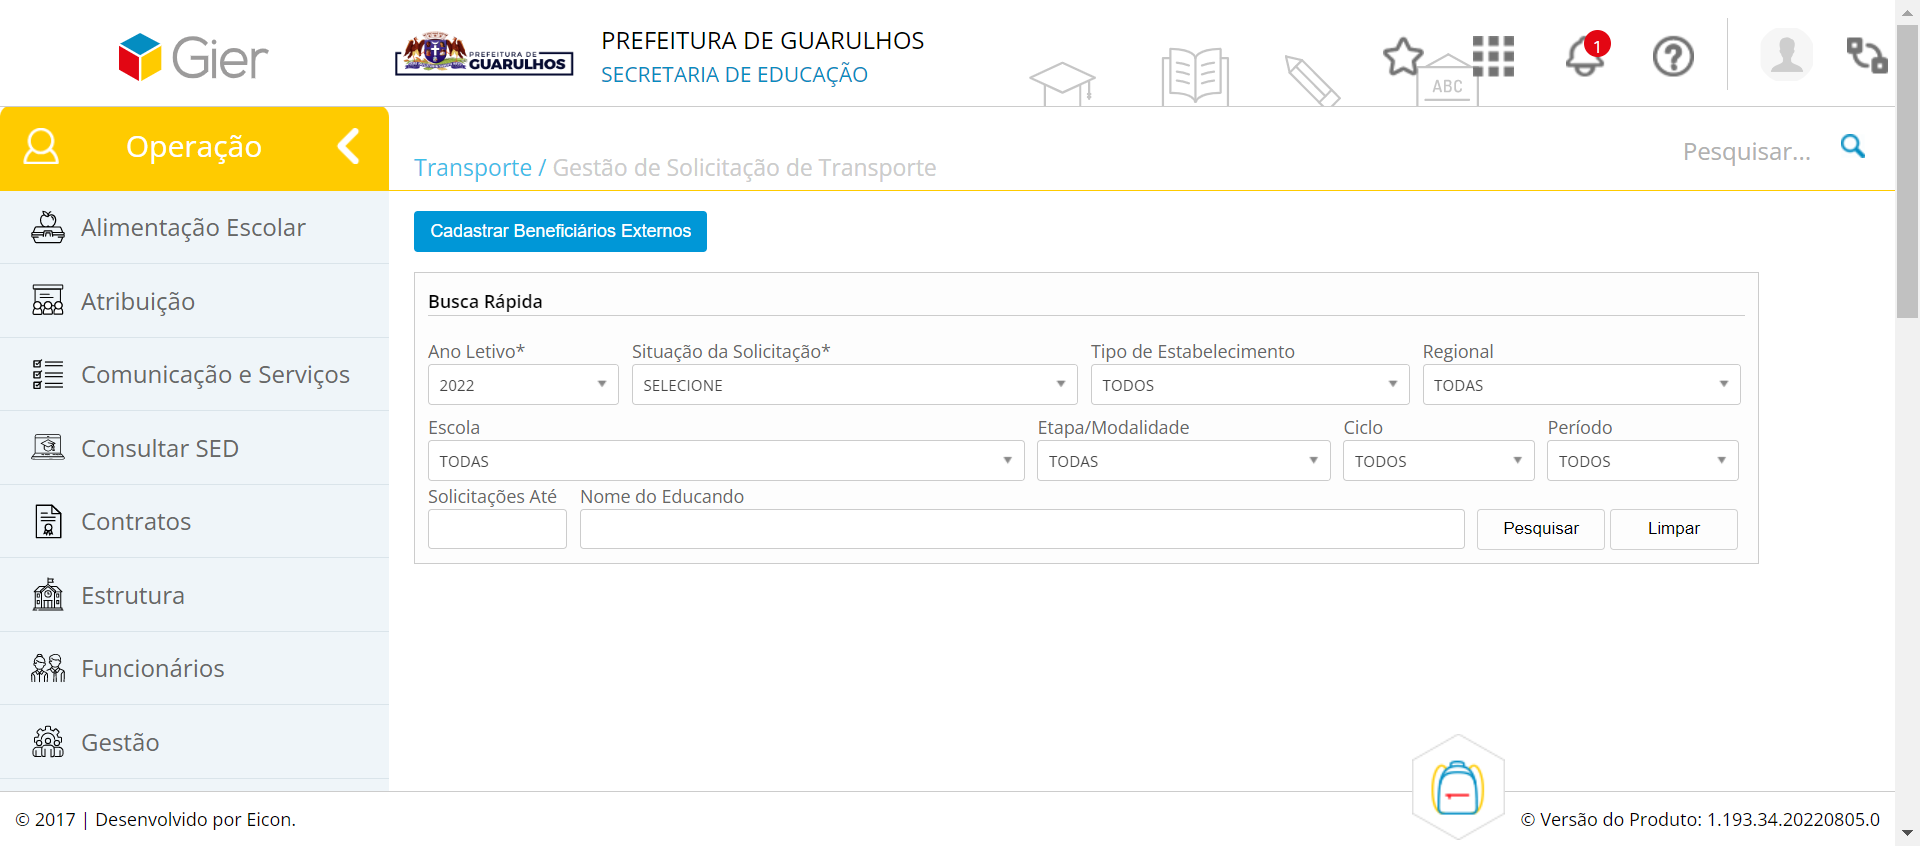 Gier
PREFEITURA DE
GUARULHOS
PREFEITURA DE GUARULHOS
SECRETARIA DE EDUCAÇÃO
ABC
1
Operação
Transporte / Gestão de Solicitação de Transporte
Pesquisar...
Alimentação Escolar
Atribuição
Comunicação e Serviços
Consultar SED
Contratos
Estrutura
Funcionários
Gestão
Cadastrar Beneficiários Externos
Busca Rápida
Ano Letivo* Situação da Solicitação* Tipo de Estabelecimento Regional
2022 SELECIONE TODOS TODAS
Escola Etapa/Modalidade Ciclo Período
TODAS TODAS TODOS TODOS
Solicitações Até Nome do Educando
Pesquisar Limpar
© 2017 | Desenvolvido por Eicon.
© Versão do Produto: 1.193.34.20220805.0